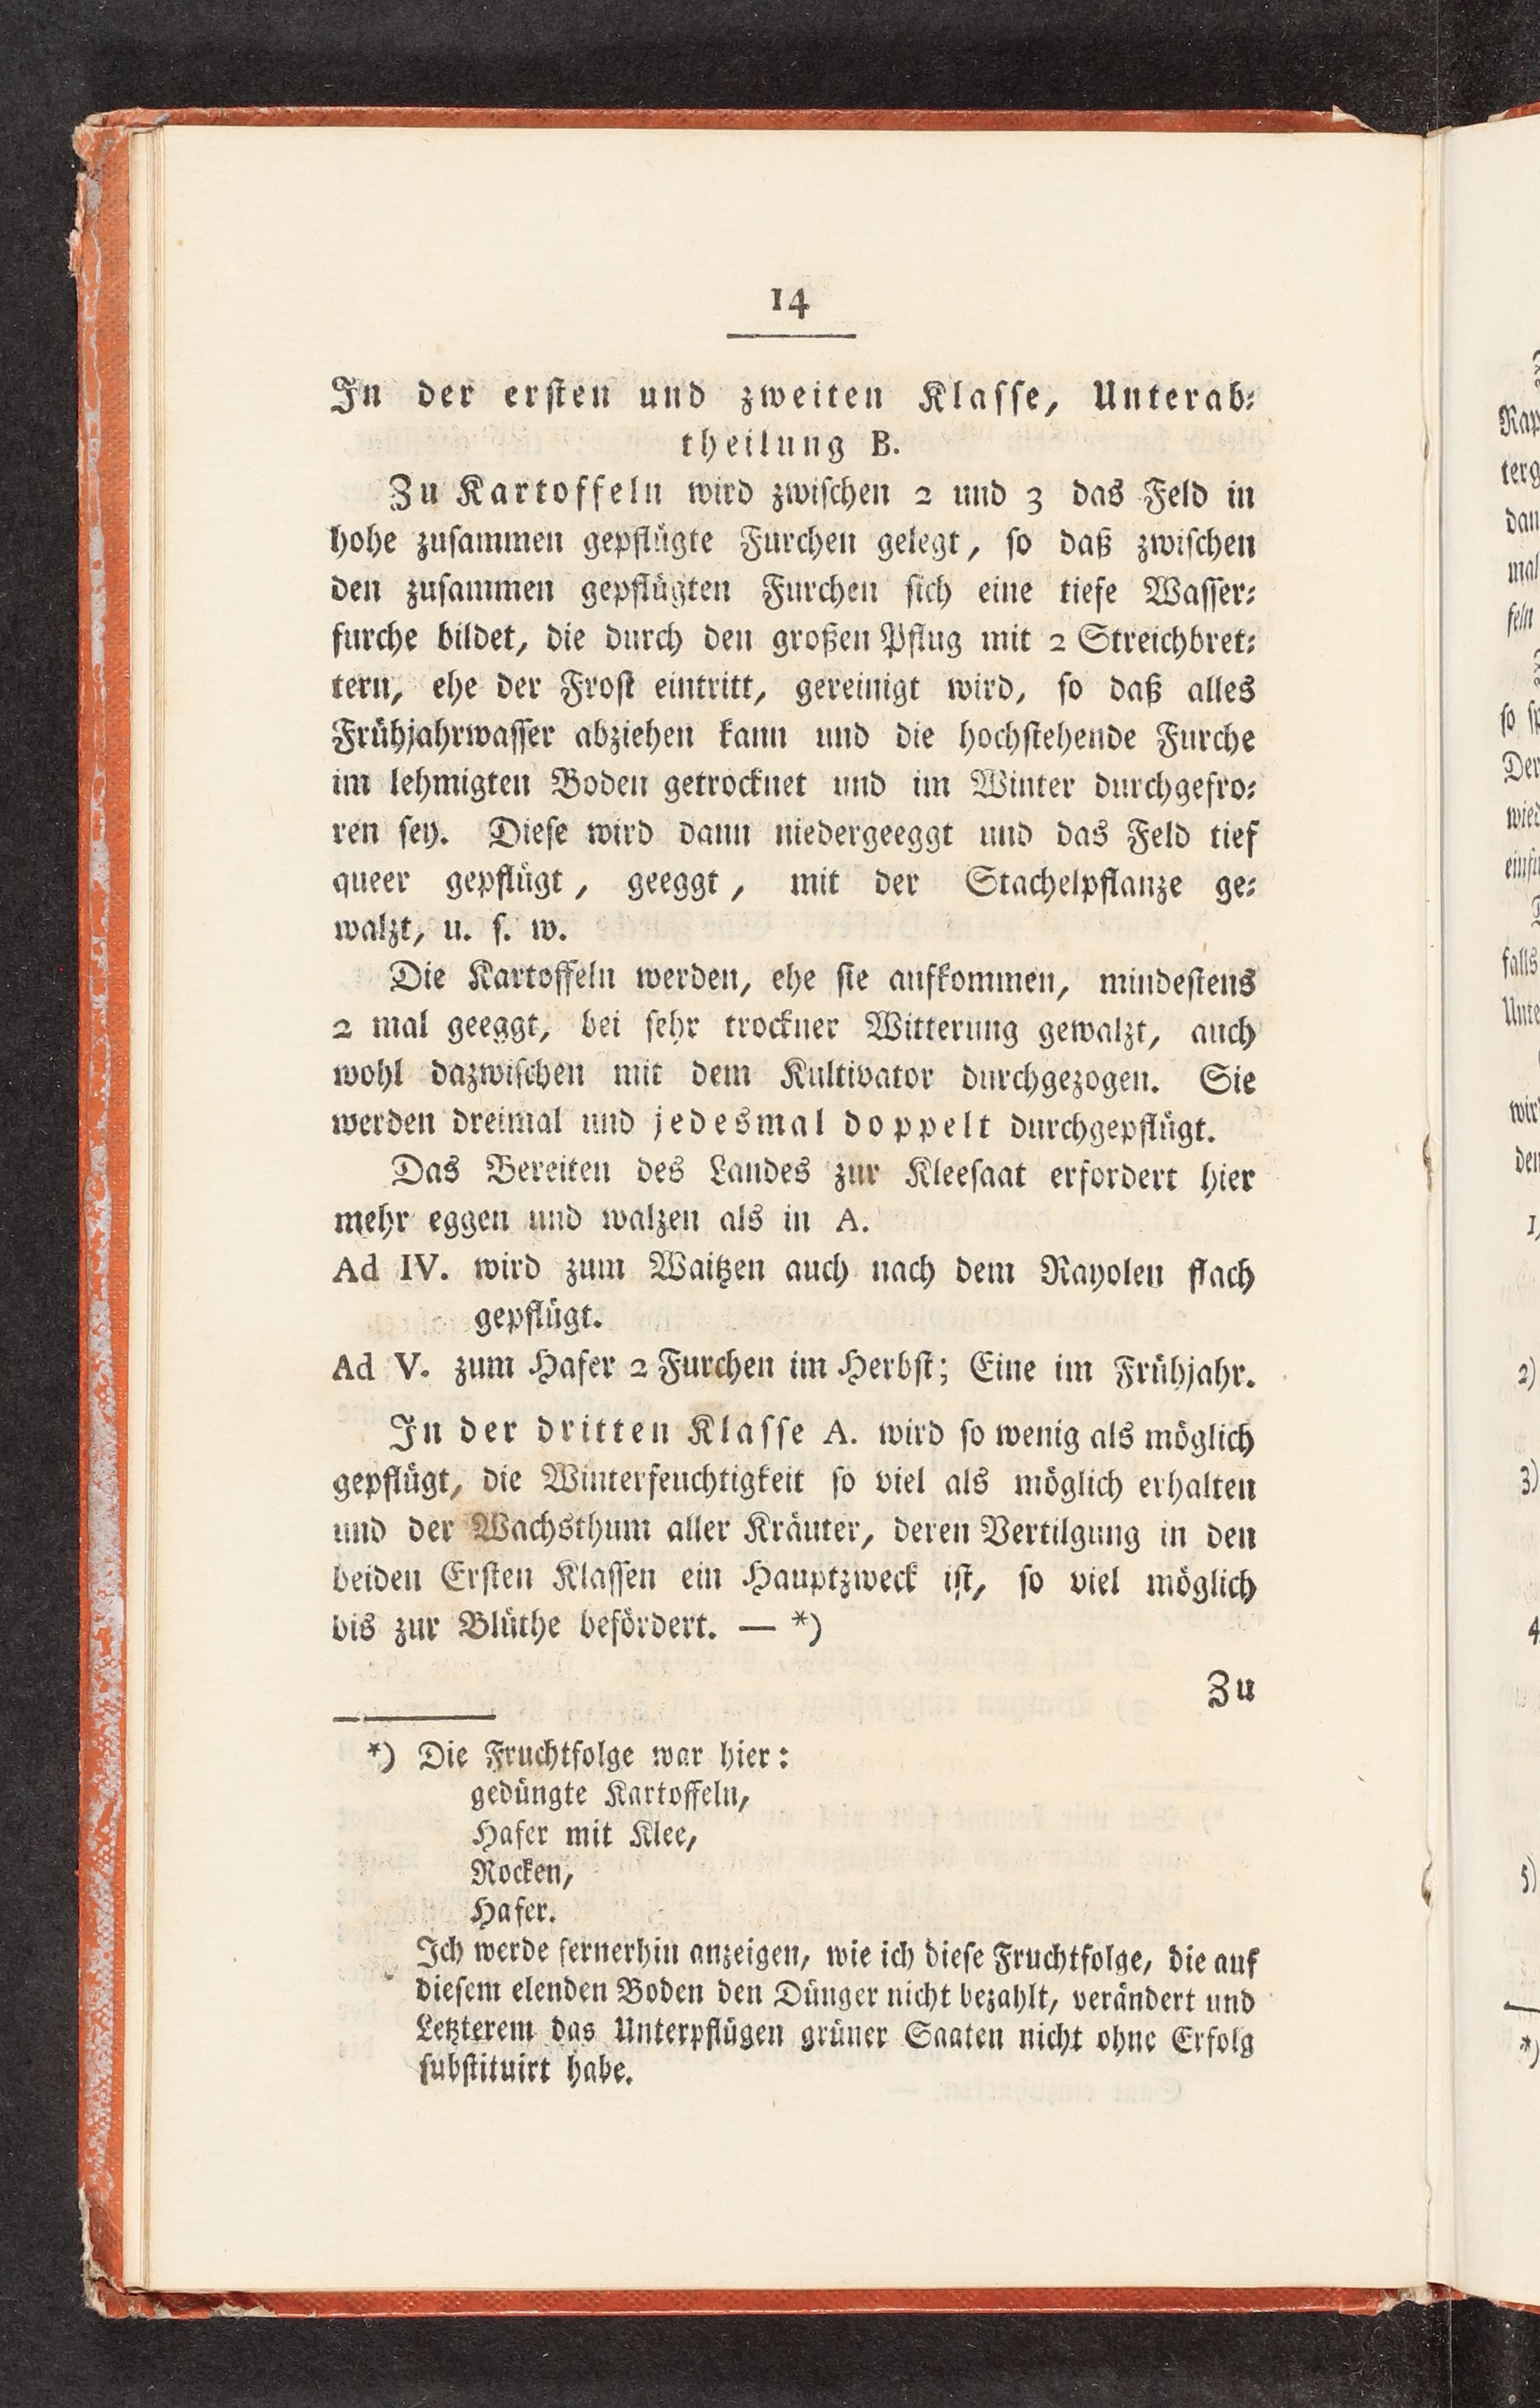 14
In der ersten und zweiten Klasse, Unterab⸗
theilung B.
Zu Kartoffeln wird zwischen 2 und 3 das Feld in
hohe zusammen gepflügte Furchen gelegt, so daß zwischen
den zusammen gepflügten Furchen sich eine tiefe Wasser⸗
furche bildet, die durch den großen Pflug mit 2 Streichbret⸗
tern, ehe der Frost eintritt, gereinigt wird, so daß alles
Frühjahrwasser abziehen kann und die hochstehende Furche
im lehmigten Boden getrocknet und im Winter durchgefro⸗
ren sey. Diese wird dann niedergeeggt und das Feld tief
queer gepflügt, geeggt, mit der Stachelpflanze ge⸗
walzt, u. s. w.
Die Kartoffeln werden, ehe sie aufkommen, mindestens
2 mal geeggt, bei sehr trockner Witterung gewalzt, auch
wohl dazwischen mit dem Kultivator durchgezogen. Sie
werden dreimal und jedesmal doppelt durchgepflügt.
Das Bereiten des Landes zur Kleesaat erfordert hier
mehr eggen und walzen als in A.
Ad IV. wird zum Waitzen auch nach dem Rayolen flach
gepflügt.
Ad V. zum Hafer 2 Furchen im Herbst; Eine im Frühjahr.
In der dritten Klasse A. wird so wenig als möglich
gepflügt, die Winterfeuchtigkeit so viel als möglich erhalten
und der Wachsthum aller Kräuter, deren Vertilgung in den
beiden Ersten Klassen ein Hauptzweck ist, so viel möglich
bis zur Blüthe befördert. — *)
Zu
*) Die Fruchtfolge war hier:
gedüngte Kartoffeln,
Hafer mit Klee,
Rocken,
Hafer.
Ich werde fernerhin anzeigen, wie ich diese Fruchtfolge, die auf
diesem elenden Boden den Dünger nicht bezahlt, verändert und
Letzterem das Unterpflügen grüner Saaten nicht ohne Erfolg
substituirt habe.